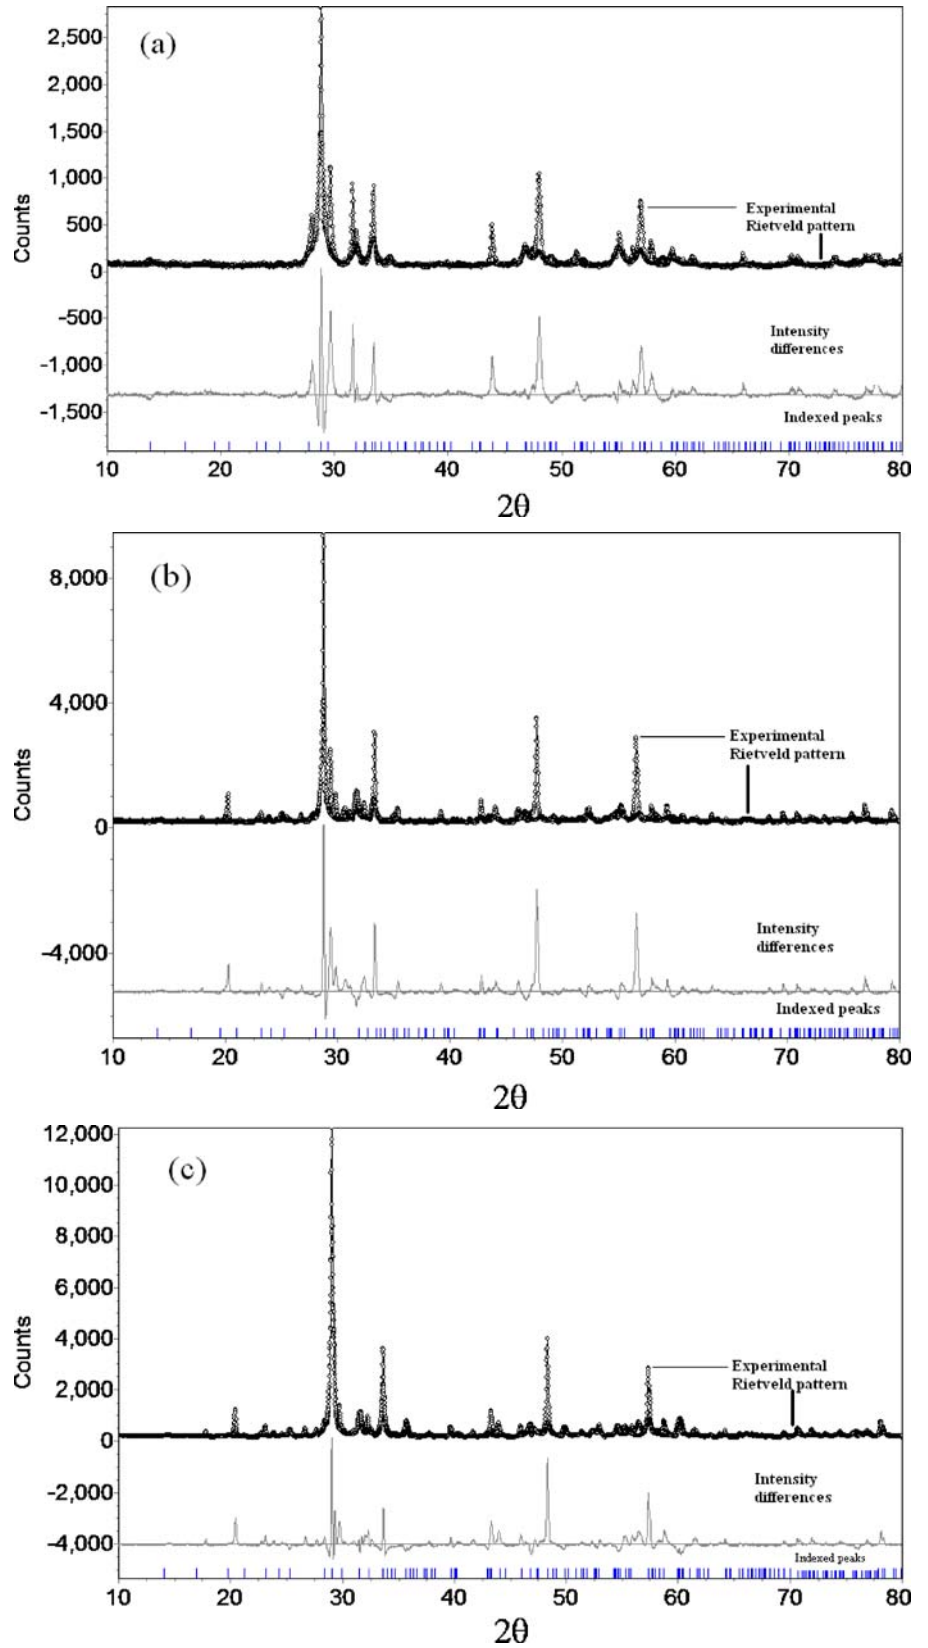 (a)
2,500
2,000
1,500
1,000
500
0
-500
-1,000
-1,500
Counts
Experimental
Rietveld pattern
Intensity
differences
Indexed peaks
10 20 30 40 50 60 70 80
2θ
(b)
8,000
4,000
0
-4,000
Counts
Experimental
Rietveld pattern
Intensity
differences
Indexed peaks
10 20 30 40 50 60 70 80
2θ
(c)
12,000
10,000
8,000
6,000
4,000
2,000
0
-2,000
-4,000
Counts
Experimental
Rietveld pattern
Intensity
differences
Indexed peaks
10 20 30 40 50 60 70 80
2θ